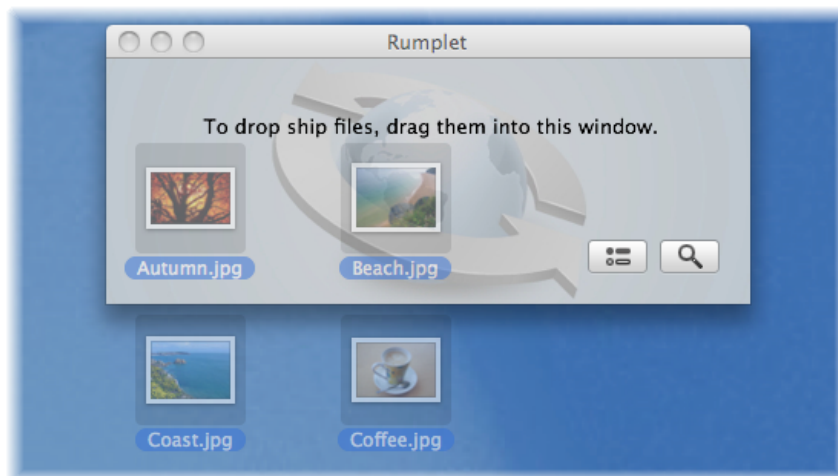 Rumplet
To drop ship files, drag them into this window.
Autumn.jpg
Beach.jpg
Coast.jpg
Coffee.jpg